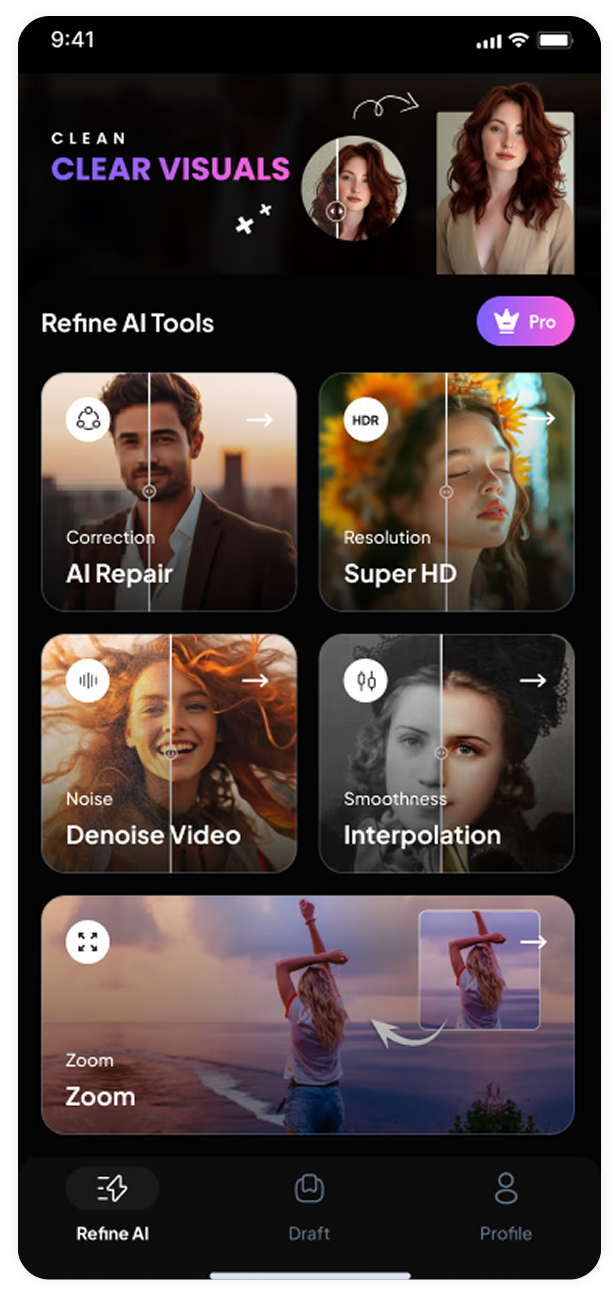 9:41
CLEAN
CLEAR VISUALS
Refine AI Tools
Pro
Correction
AI Repair
HDR
Resolution
Super HD
Noise
Denoise Video
Smoothness
Interpolation
Zoom
Zoom
Refine AI
Draft
Profile